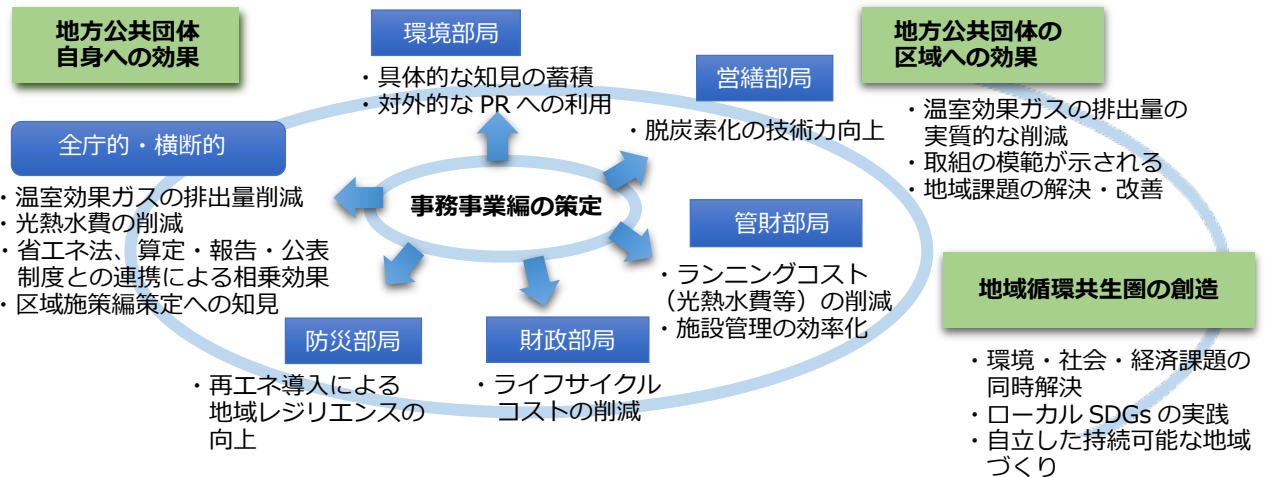 地方公共団体
自身への効果
環境部局
・具体的な知見の蓄積
・対外的な PR への利用
営繕部局
・脱炭素化の技術力向上
地方公共団体の
区域への効果
・温室効果ガスの排出量の
実質的な削減
・取組の模範が示される
・地域課題の解決・改善
全庁的・横断的
・温室効果ガスの排出量削減
・光熱水費の削減
・省エネ法、算定・報告・公表
制度との連携による相乗効果
・区域施策編策定への知見
事務事業編の策定
管財部局
・ランニングコスト
（光熱水費等）の削減
・施設管理の効率化
地域循環共生圏の創造
・環境・社会・経済課題の
同時解決
・ローカル SDGs の実践
・自立した持続可能な地域
づくり
防災部局
・再エネ導入による
地域レジリエンスの
向上
財政部局
・ライフサイクル
コストの削減